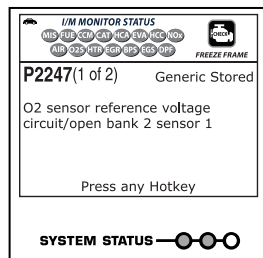 I/M MONITOR STATUS
MIS FUE CCM CAT HCA EVA HCC NOx
AIR O2S HTR EGR BPS EGS DPF
CHECK
FREEZE FRAME
P2247(1 of 2) Generic Stored
O2 sensor reference voltage
circuit/open bank 2 sensor 1
Press any Hotkey
SYSTEM STATUS